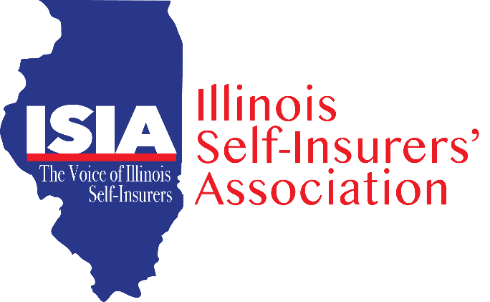 ISIA
The Voice of Illinois
Self-Insurers
Illinois
Self-Insurers’
Association